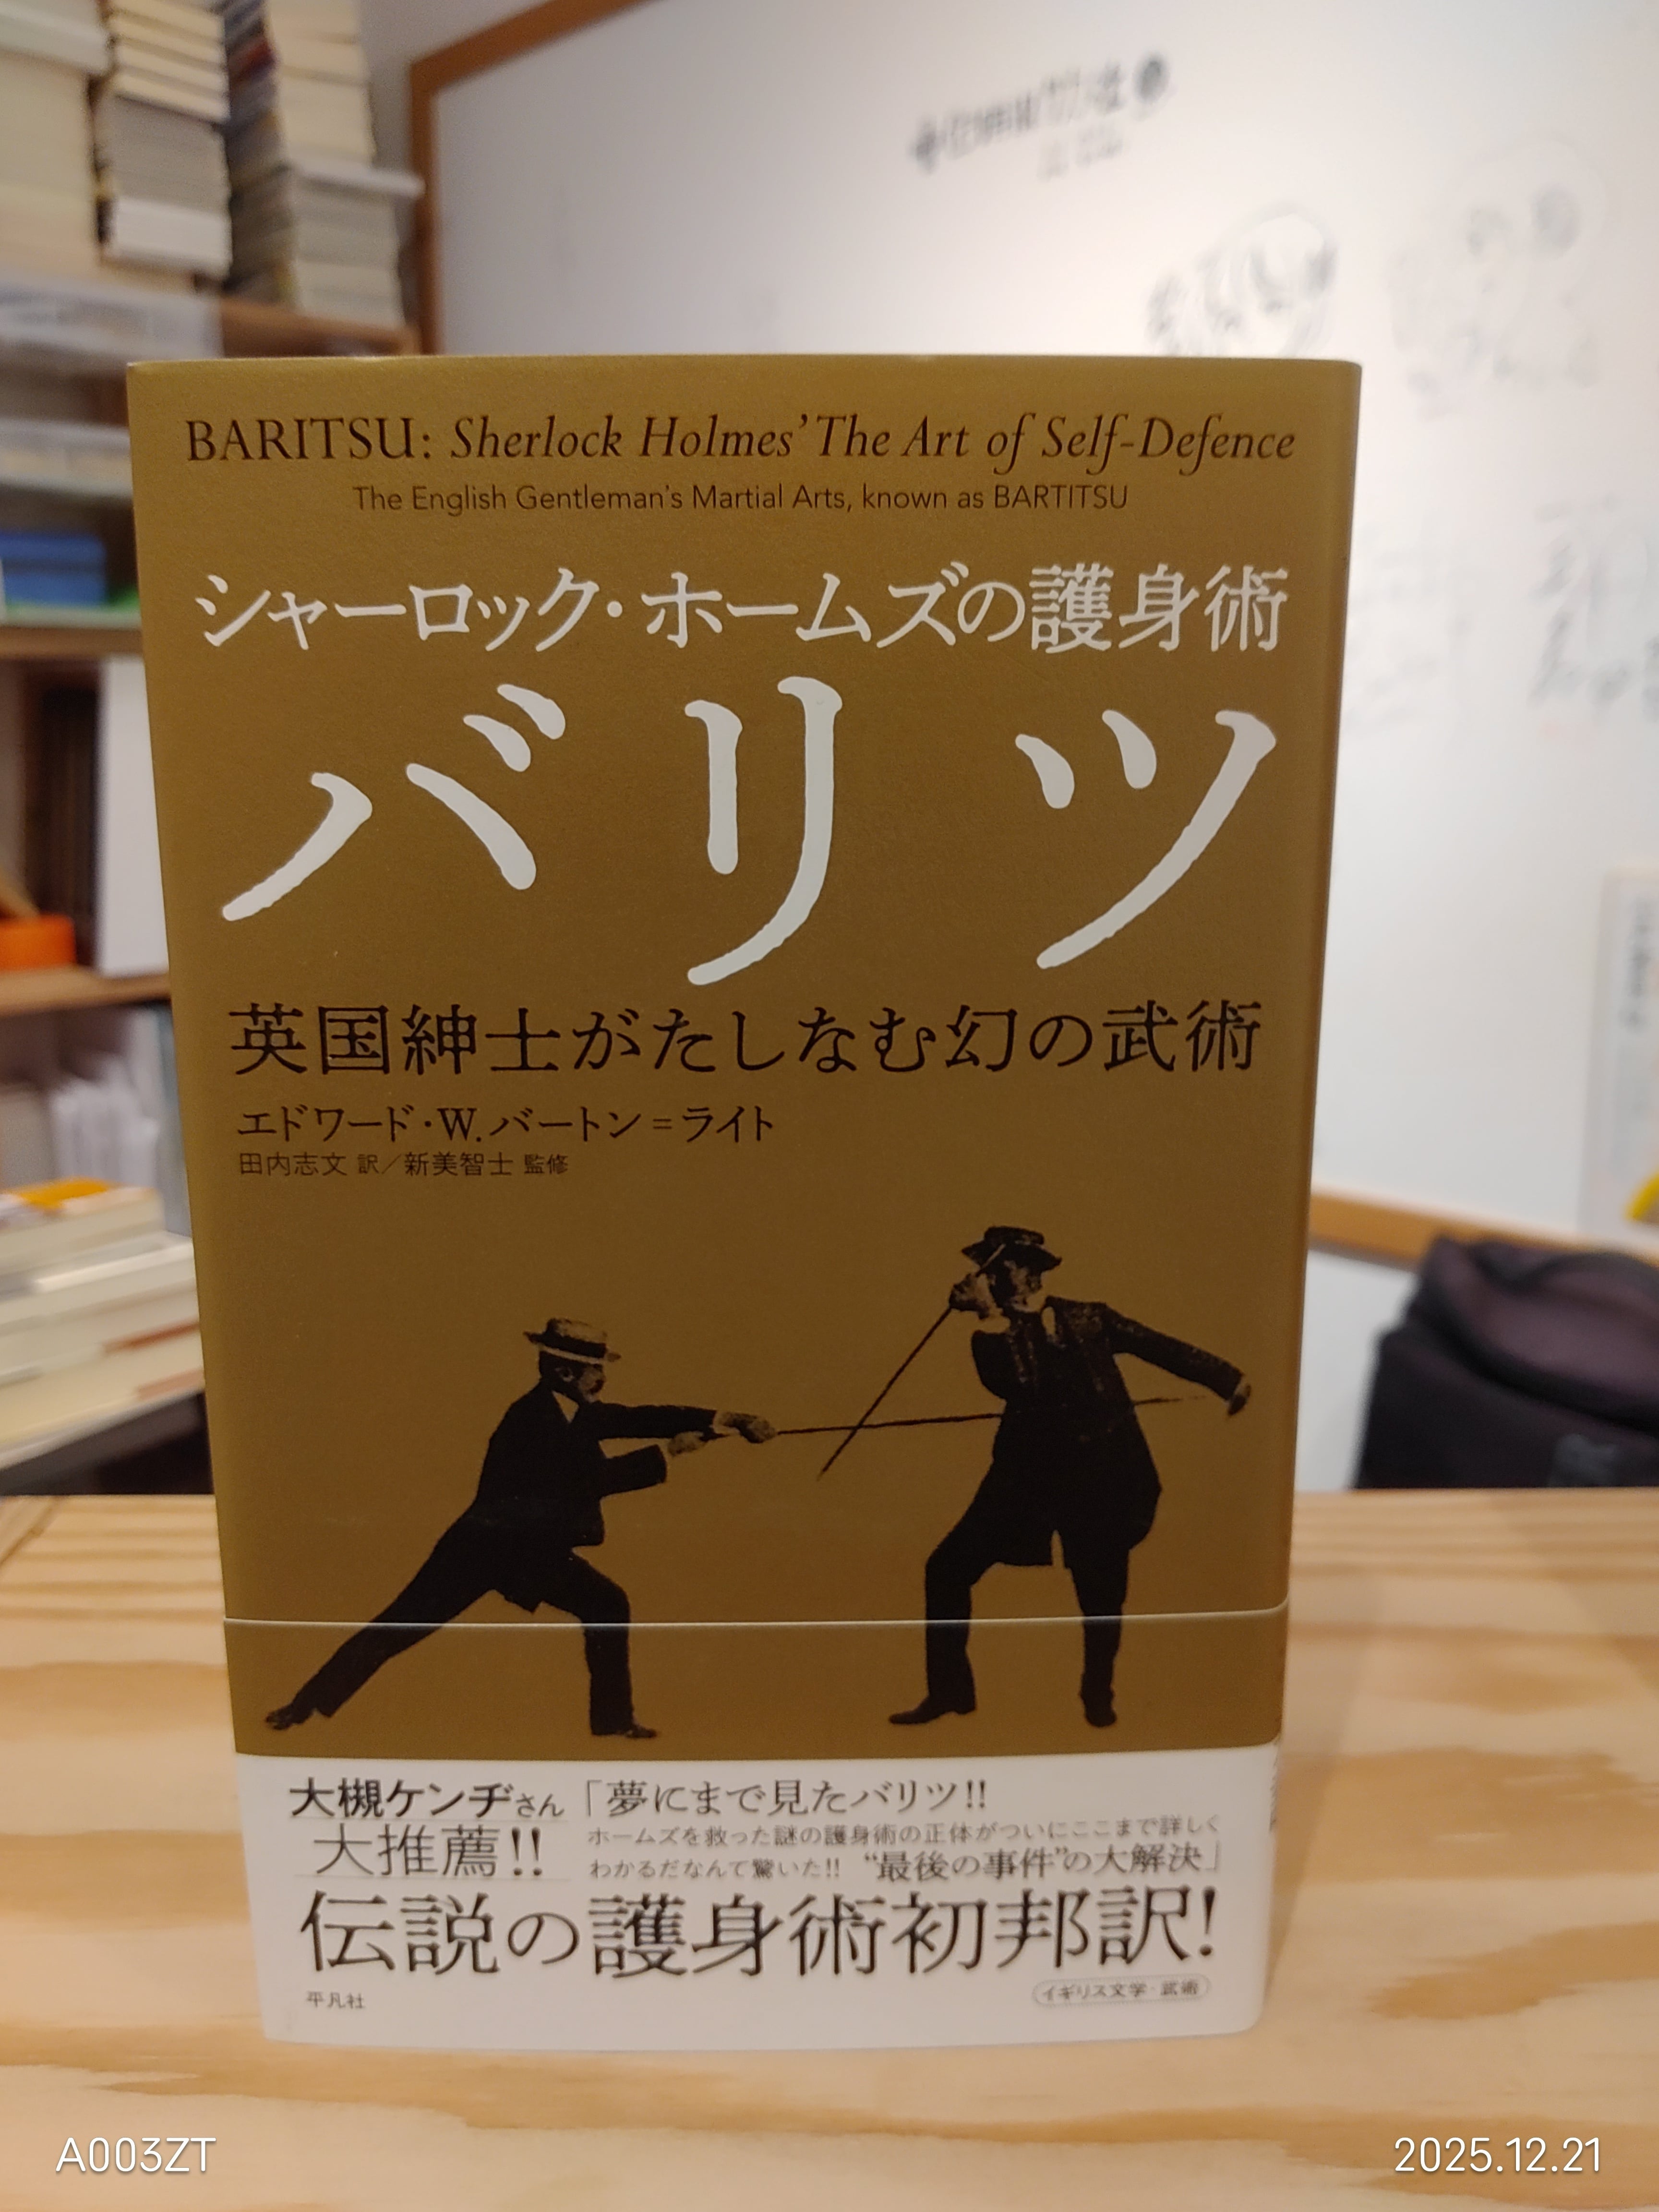 BARITSU: Sherlock Holmes' The Art of Self-Defence
The English Gentleman's Martial Arts, known as BARTITSU
シャーロック・ホームズの護身術
バリツ
英国紳士がたしなむ幻の武術
エドワード・W.バートン=ライト
田内志文 訳/新美智士 監修
大槻ケンヂさん
大推薦!!
「夢にまで見たバリツ!!
ホームズを救った謎の護身術の正体がついにここまで詳しく
わかるだなんて驚いた!! “最後の事件”の大解決」
伝説の護身術初邦訳!
平凡社
イギリス文学・武術
A003ZT
2025.12.21